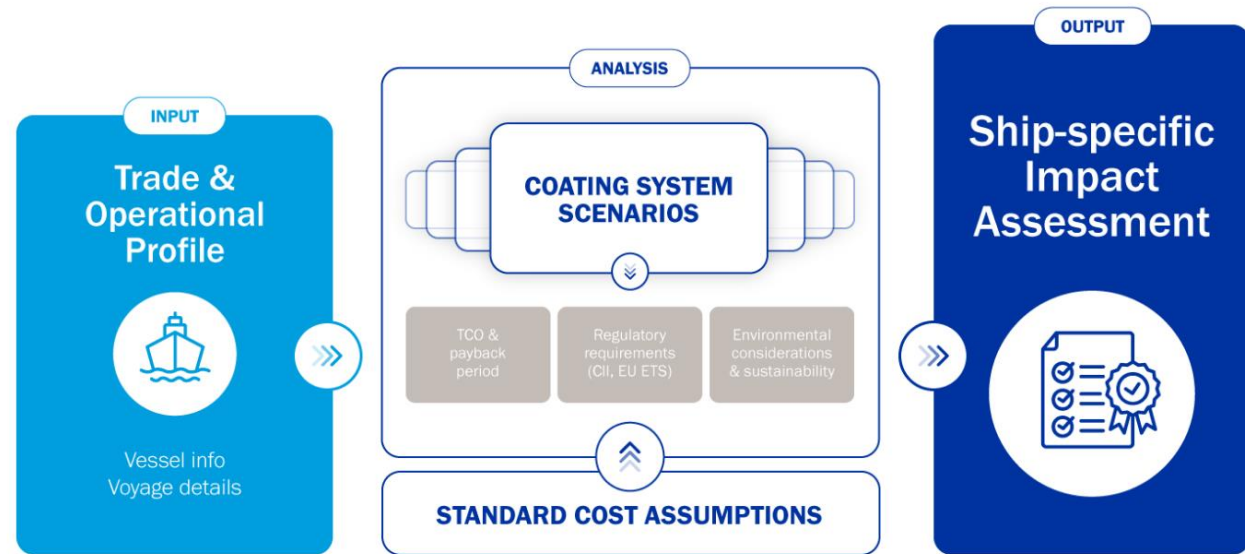 INPUT
Trade &
Operational
Profile
Vessel info
Voyage details
ANALYSIS
COATING SYSTEM
SCENARIOS
TCO &
payback
period
Regulatory
requirements
(CII, EU ETS)
Environmental
considerations
& sustainability
STANDARD COST ASSUMPTIONS
OUTPUT
Ship-specific
Impact
Assessment